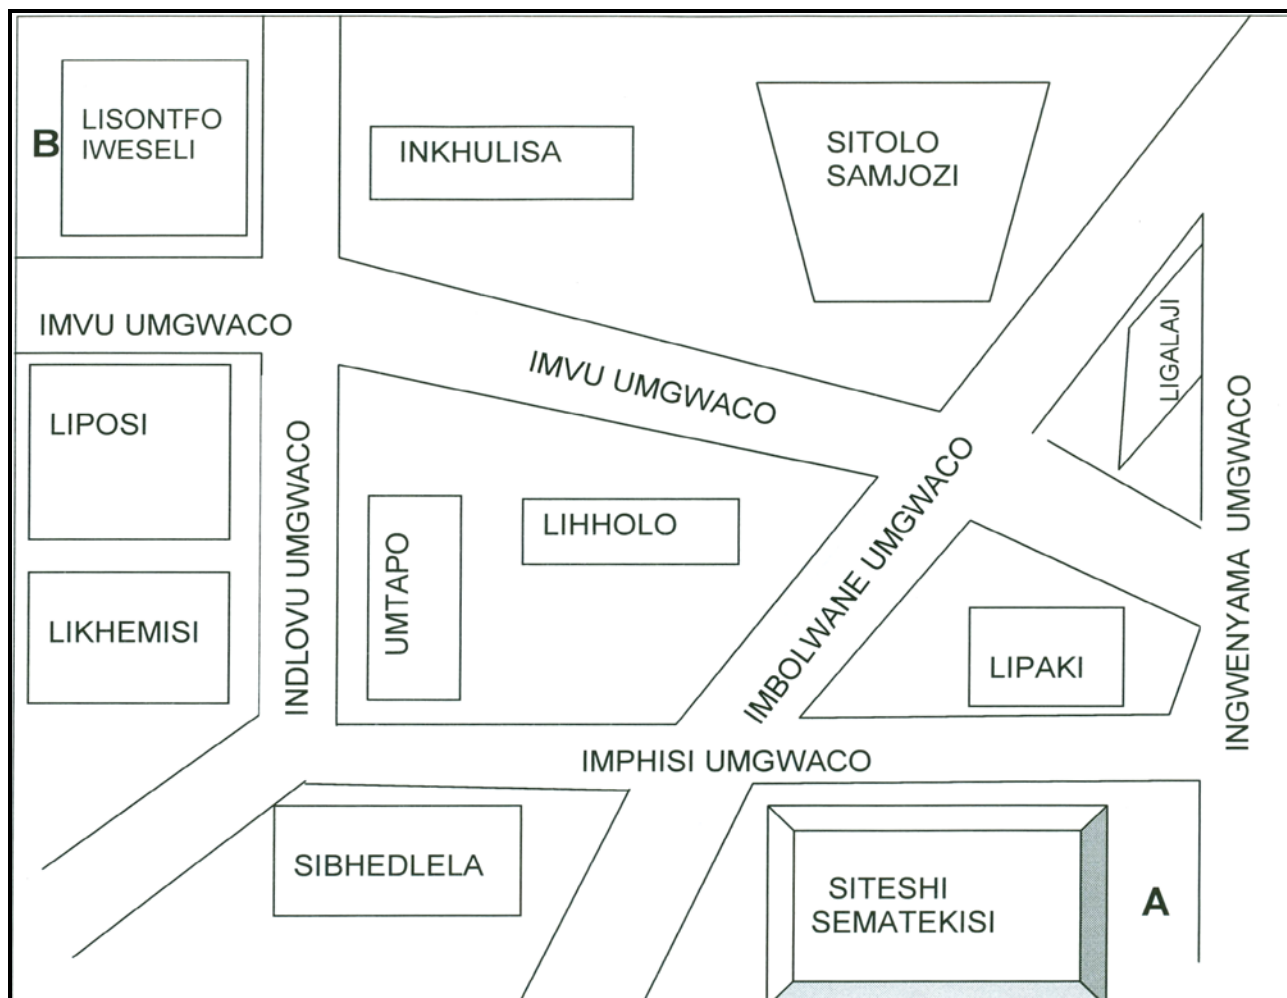 B
LISONTFO
IWESELI
INKHULISA
SITOLO
SAMJOZI
IMVU UMGWACO
IMVU UMGWACO
LIGALAJI
LIPOSI
INDLOVU UMGWACO
UMTAPO
LIHHOLO
IMBOLWANE UMGWACO
INGWENYAMA UMGWACO
LIKHEMISI
LIPAKI
IMPHISI UMGWACO
SIBHEDLELA
SITESHI
SEMATEKISI
A